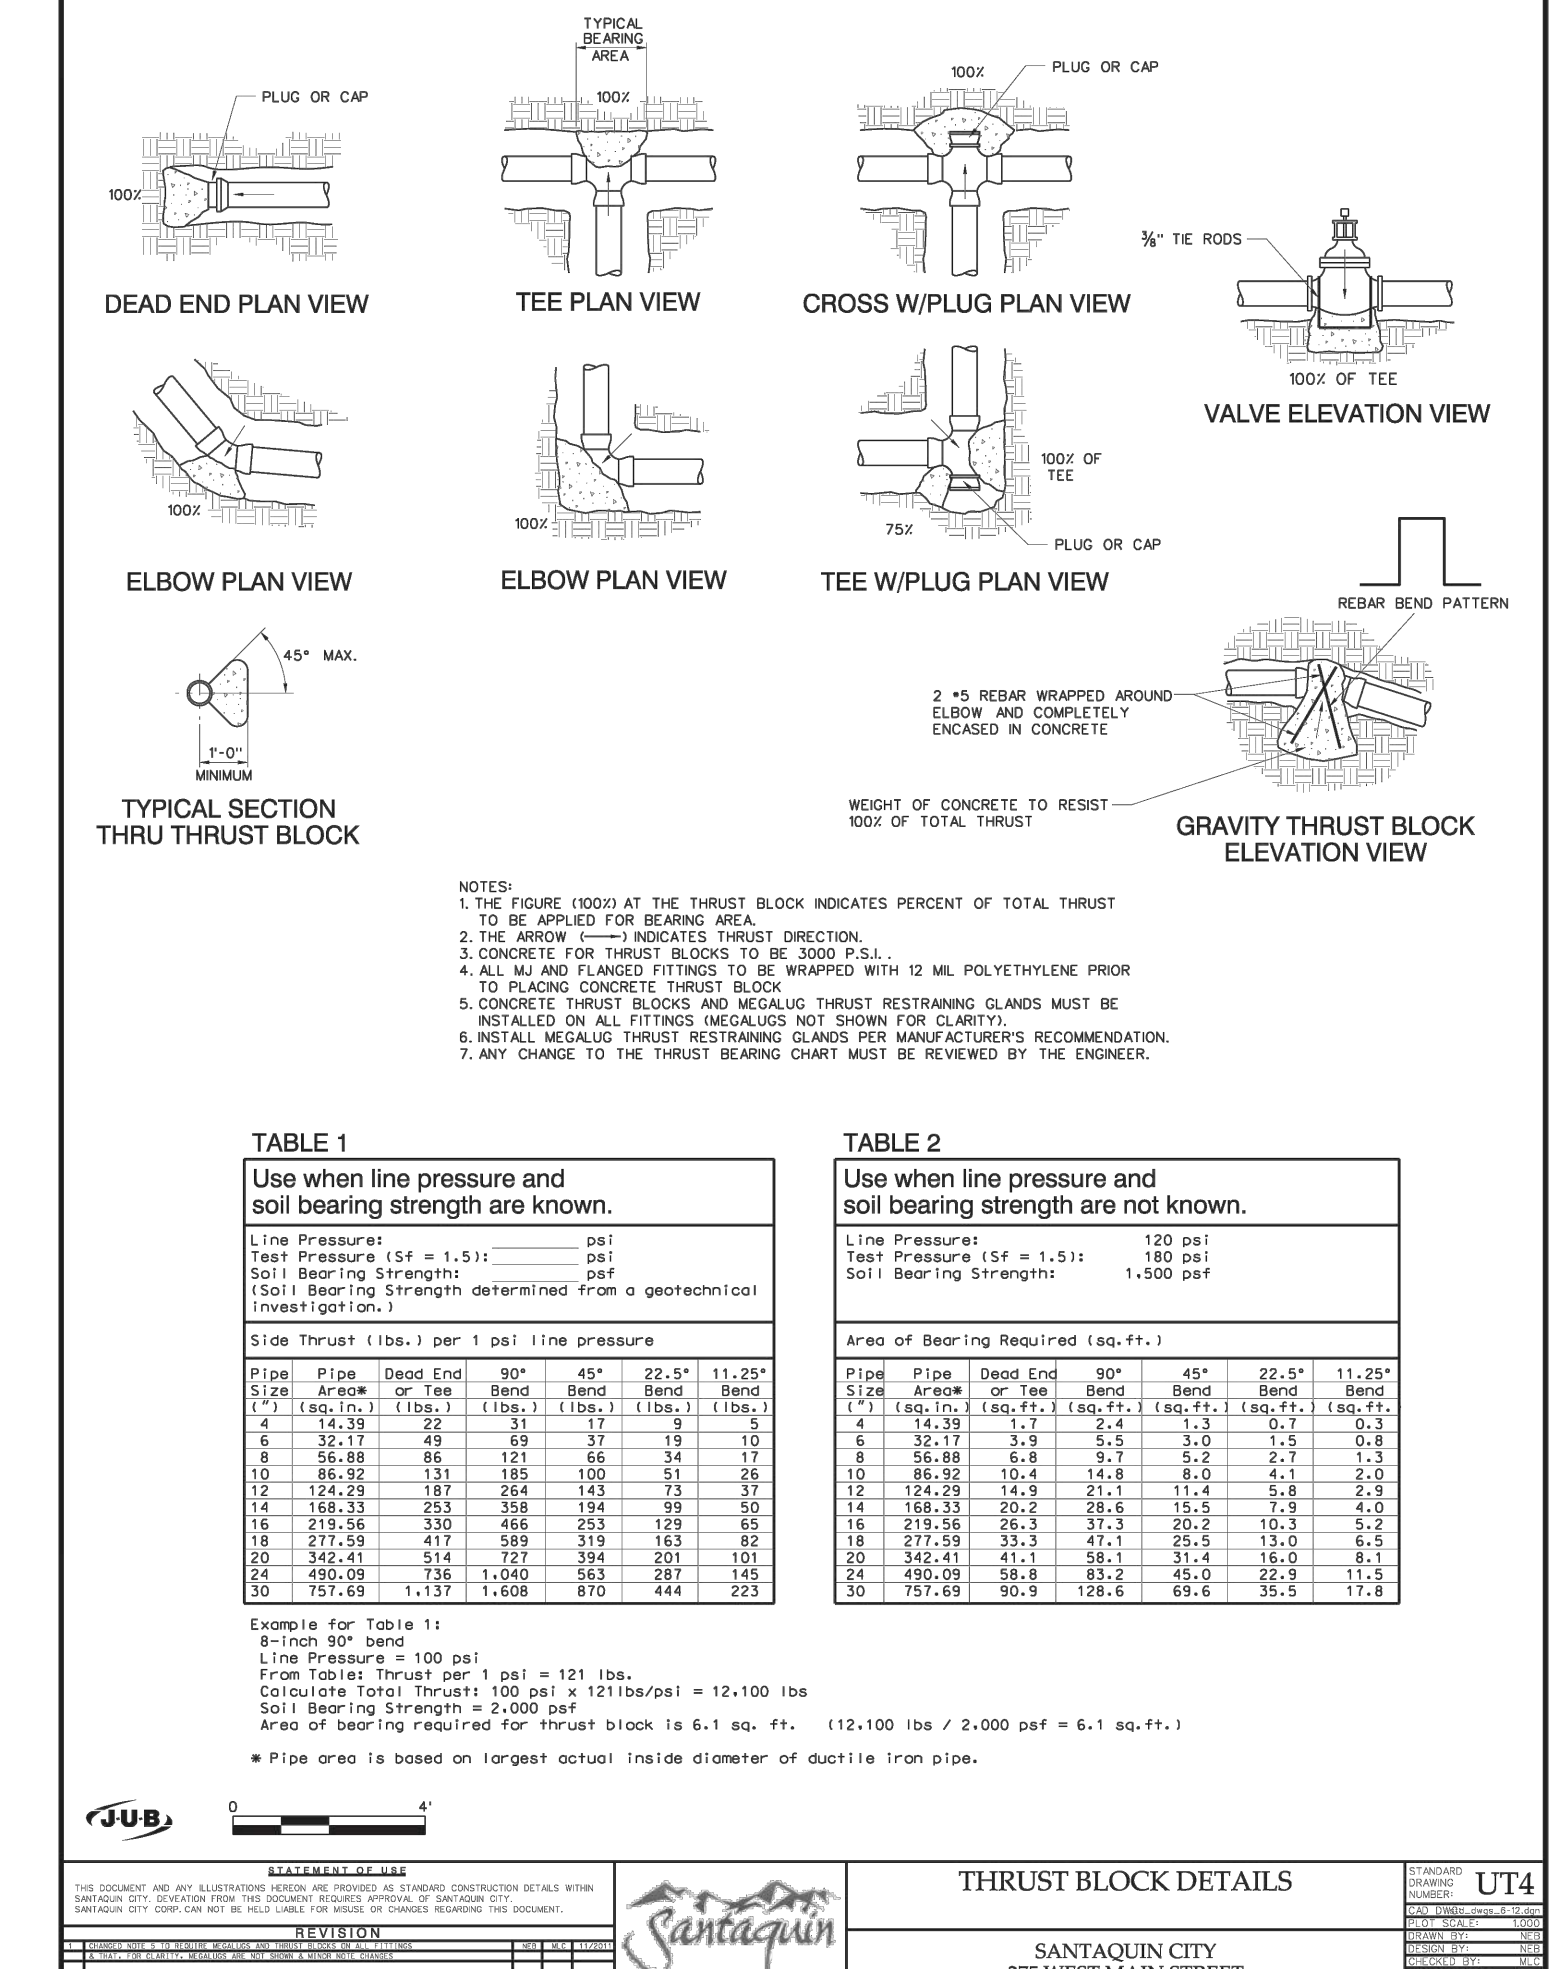 TYPICAL
BEARING
AREA
100%
PLUG OR CAP
100%
DEAD END PLAN VIEW
TEE PLAN VIEW
100%
PLUG OR CAP
CROSS W/PLUG PLAN VIEW
⅜" TIE RODS
100% OF TEE
VALVE ELEVATION VIEW
100%
ELBOW PLAN VIEW
100%
ELBOW PLAN VIEW
100% OF
TEE
75%
PLUG OR CAP
TEE W/PLUG PLAN VIEW
REBAR BEND PATTERN
45° MAX.
1'-0"
MINIMUM
TYPICAL SECTION
THRU THRUST BLOCK
2 #5 REBAR WRAPPED AROUND
ELBOW AND COMPLETELY
ENCASED IN CONCRETE
WEIGHT OF CONCRETE TO RESIST
100% OF TOTAL THRUST
GRAVITY THRUST BLOCK
ELEVATION VIEW
NOTES:
1. THE FIGURE (100%) AT THE THRUST BLOCK INDICATES PERCENT OF TOTAL THRUST
TO BE APPLIED FOR BEARING AREA.
2. THE ARROW (⟶) INDICATES THRUST DIRECTION.
3. CONCRETE FOR THRUST BLOCKS TO BE 3000 P.S.I. .
4. ALL MJ AND FLANGED FITTINGS TO BE WRAPPED WITH 12 MIL POLYETHYLENE PRIOR
TO PLACING CONCRETE THRUST BLOCK
5. CONCRETE THRUST BLOCKS AND MEGALUG THRUST RESTRAINING GLANDS MUST BE
INSTALLED ON ALL FITTINGS (MEGALUGS NOT SHOWN FOR CLARITY).
6. INSTALL MEGALUG THRUST RESTRAINING GLANDS PER MANUFACTURER'S RECOMMENDATION.
7. ANY CHANGE TO THE THRUST BEARING CHART MUST BE REVIEWED BY THE ENGINEER.
TABLE 1
Use when line pressure and
soil bearing strength are known.
Line Pressure: ________ psi
Test Pressure (Sf = 1.5): ________ psi
Soil Bearing Strength: ________ psf
(Soil Bearing Strength determined from a geotechnical
investigation.)
Side Thrust (lbs.) per 1 psi line pressure
Pipe Pipe Dead End 90° 45° 22.5° 11.25°
Size Area* or Tee Bend Bend Bend Bend
(") (sq.in.) (lbs.) (lbs.) (lbs.) (lbs.) (lbs.)
4 14.39 22 31 17 9 5
6 32.17 49 69 37 19 10
8 56.88 86 121 66 34 17
10 86.92 131 185 100 51 26
12 124.29 187 264 143 73 37
14 168.33 253 358 194 99 50
16 219.56 330 466 253 129 65
18 277.59 417 589 319 163 82
20 342.41 514 727 394 201 101
24 490.09 736 1,040 563 287 145
30 757.69 1,137 1,608 870 444 223
TABLE 2
Use when line pressure and
soil bearing strength are not known.
Line Pressure: 120 psi
Test Pressure (Sf = 1.5): 180 psi
Soil Bearing Strength: 1,500 psf
Area of Bearing Required (sq.ft.)
Pipe Pipe Dead End 90° 45° 22.5° 11.25°
Size Area* or Tee Bend Bend Bend Bend
(") (sq.in.) (sq.ft.) (sq.ft.) (sq.ft.) (sq.ft.) (sq.ft.
4 14.39 1.7 2.4 1.3 0.7 0.3
6 32.17 3.9 5.5 3.0 1.5 0.8
8 56.88 6.8 9.7 5.2 2.7 1.3
10 86.92 10.4 14.8 8.0 4.1 2.0
12 124.29 14.9 21.1 11.4 5.8 2.9
14 168.33 20.2 28.6 15.5 7.9 4.0
16 219.56 26.3 37.3 20.2 10.3 5.2
18 277.59 33.3 47.1 25.5 13.0 6.5
20 342.41 41.1 58.1 31.4 16.0 8.1
24 490.09 58.8 83.2 45.0 22.9 11.5
30 757.69 90.9 128.6 69.6 35.5 17.8
Example for Table 1:
8-inch 90° bend
Line Pressure = 100 psi
From Table: Thrust per 1 psi = 121 lbs.
Calculate Total Thrust: 100 psi x 121lbs/psi = 12,100 lbs
Soil Bearing Strength = 2,000 psf
Area of bearing required for thrust block is 6.1 sq. ft. (12,100 lbs / 2,000 psf = 6.1 sq.ft.)
* Pipe area is based on largest actual inside diameter of ductile iron pipe.
J-U-B
0 4'
STATEMENT OF USE
THIS DOCUMENT AND ANY ILLUSTRATIONS HEREON ARE PROVIDED AS STANDARD CONSTRUCTION DETAILS WITHIN
SANTAQUIN CITY. DEVEATION FROM THIS DOCUMENT REQUIRES APPROVAL OF SANTAQUIN CITY.
SANTAQUIN CITY CORP. CAN NOT BE HELD LIABLE FOR MISUSE OR CHANGES REGARDING THIS DOCUMENT.
REVISION
1 CHANGED NOTE 5 TO REQUIRE MEGALUGS AND THRUST BLOCKS ON ALL FITTINGS NEB MLC 11/2011
& THAT, FOR CLARITY, MEGALUGS ARE NOT SHOWN & MINOR NOTE CHANGES
Santaquin
THRUST BLOCK DETAILS
SANTAQUIN CITY
275 WEST MAIN STREET
STANDARD
DRAWING
NUMBER: UT4
PLOT SCALE: 1.000
DRAWN BY: NEB
DESIGN BY: NEB
CHECKED BY: MLC